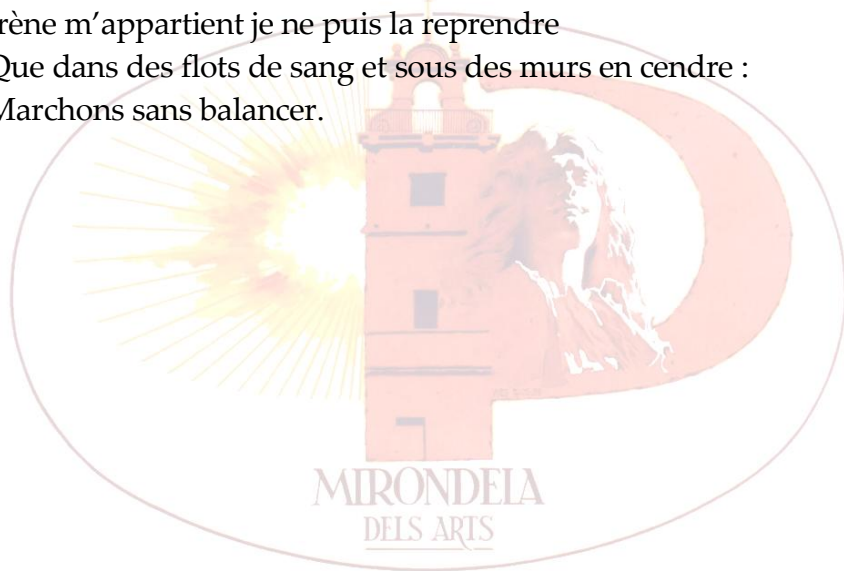 rène m’appartient je ne puis la reprendre
Que dans des flots de sang et sous des murs en cendre :
Marchons sans balancer.
MIRONDELA
DELS ARTS